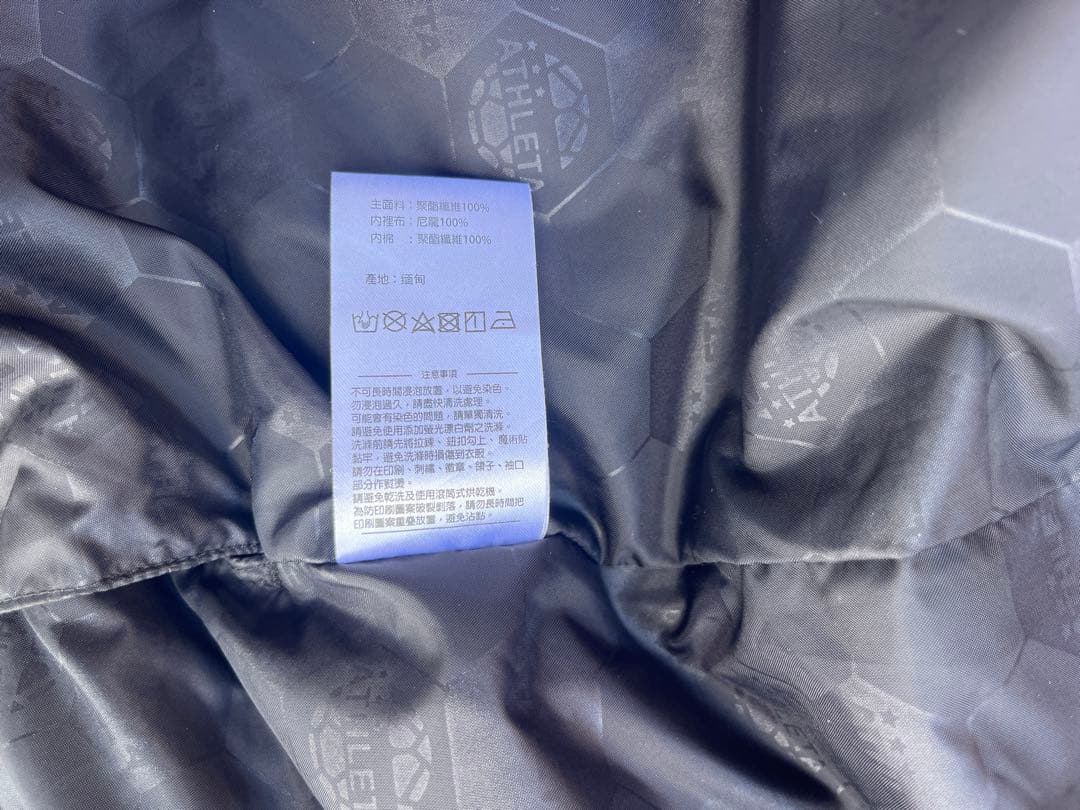 ATHLETA
主面料：聚酯纖維100%
內裡布：尼龍100%
內棉　：聚酯纖維100%
產地：緬甸
注意事項
不可長時間浸泡放置，以避免染色。
勿浸泡過久，請盡快清洗處理。
可能會有染色的問題，請單獨清洗。
請避免使用添加螢光漂白劑之洗滌。
洗滌前請先將拉鍊、鈕扣勾上、魔術貼
黏牢，避免洗滌時損傷到衣服。
請勿在印刷、刺繡、徽章、領子、袖口
部分作熨燙。
請避免乾洗及使用滾筒式烘乾機。
為防印刷圖案破裂剝落，請勿長時間把
印刷圖案重疊放置，避免沾黏。
ATHLETA
ATHLETA